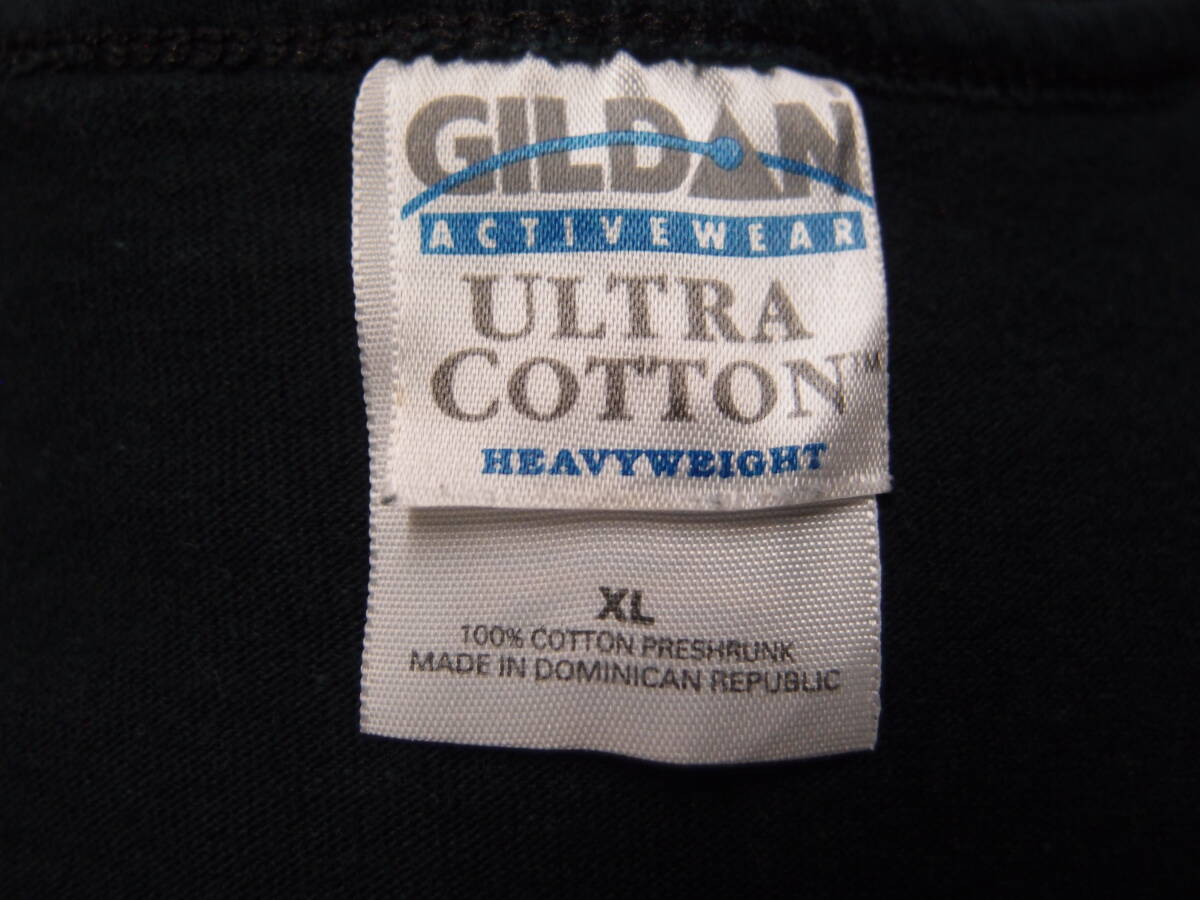 GILDAN
ACTIVEWEAR
ULTRA
COTTON™
HEAVYWEIGHT
XL
100% COTTON PRESHRUNK
MADE IN DOMINICAN REPUBLIC